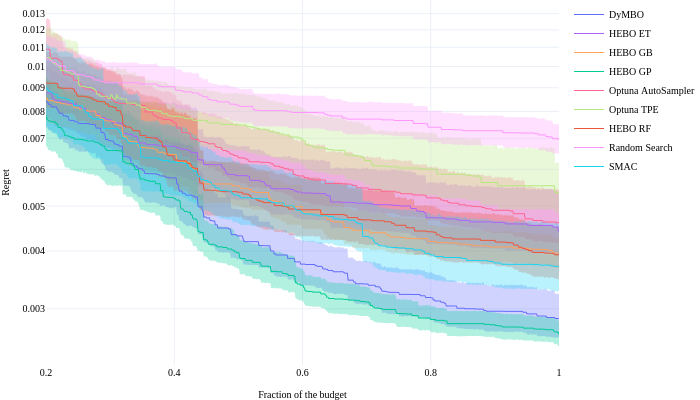 0.013
0.012
0.011
0.01
0.009
0.008
0.007
0.006
0.005
0.004
0.003
Regret
0.2
0.4
0.6
0.8
1
Fraction of the budget
DyMBO
HEBO ET
HEBO GB
HEBO GP
Optuna AutoSampler
Optuna TPE
HEBO RF
Random Search
SMAC